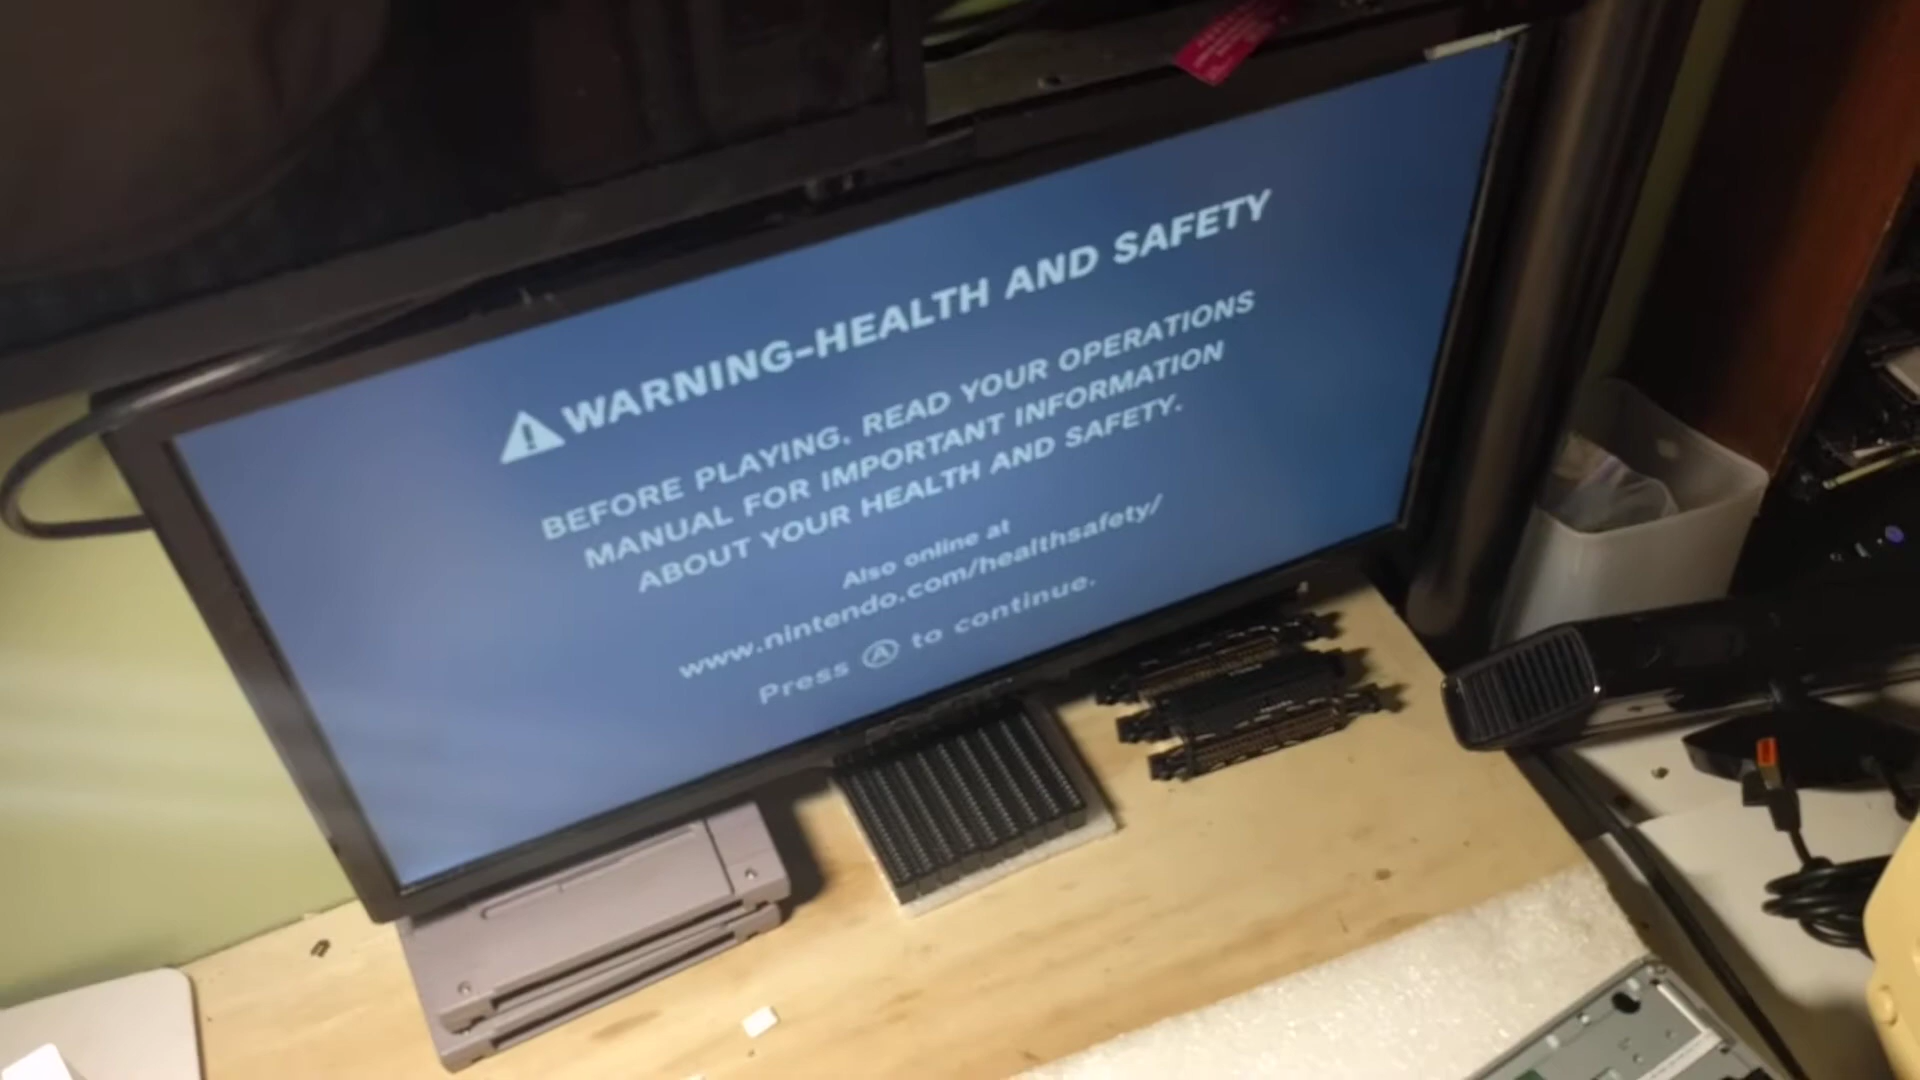 ⚠WARNING-HEALTH AND SAFETY
BEFORE PLAYING, READ YOUR OPERATIONS
MANUAL FOR IMPORTANT INFORMATION
ABOUT YOUR HEALTH AND SAFETY.
Also online at
www.nintendo.com/healthsafety/
Press Ⓐ to continue.